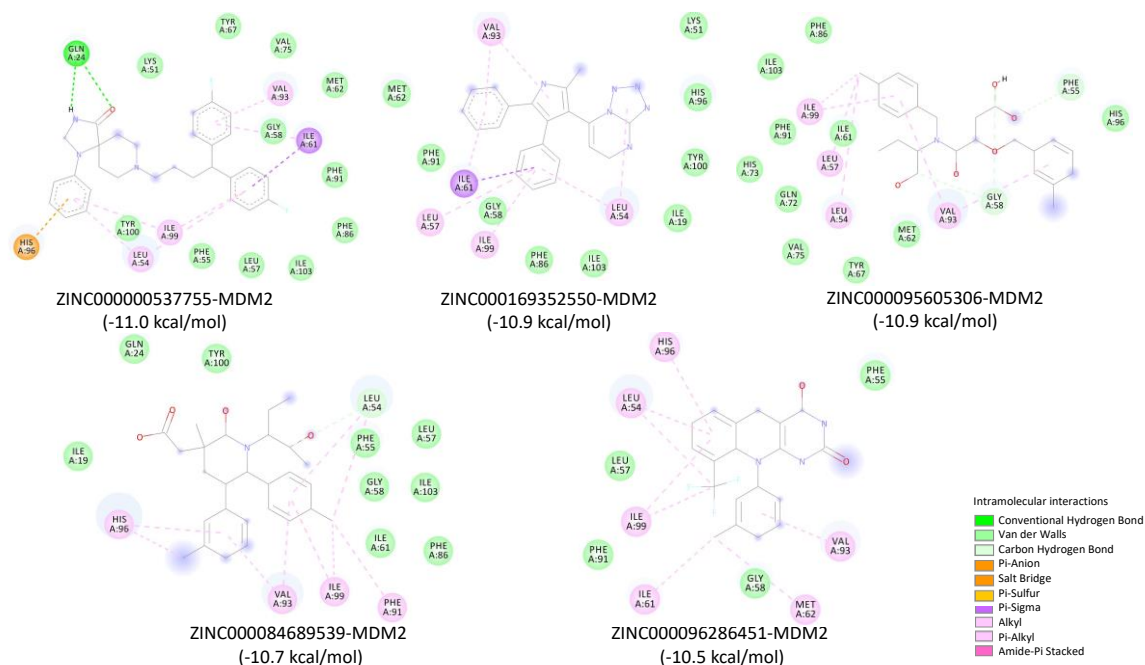 TYR
A:67
GLN
A:24
LYS
A:51
VAL
A:75
MET
A:62
VAL
A:93
GLY
A:58
ILE
A:61
PHE
A:91
PHE
A:86
H
N
O
N
N
HIS
A:96
TYR
A:100
ILE
A:99
LEU
A:54
PHE
A:55
LEU
A:57
ILE
A:103
ZINC000000537755-MDM2
(-11.0 kcal/mol)
VAL
A:93
LYS
A:51
MET
A:62
HIS
A:96
PHE
A:91
ILE
A:61
TYR
A:100
LEU
A:57
GLY
A:58
LEU
A:54
ILE
A:19
ILE
A:99
PHE
A:86
ILE
A:103
N
N
N
N
N
N
ZINC000169352550-MDM2
(-10.9 kcal/mol)
PHE
A:86
ILE
A:103
ILE
A:99
PHE
A:55
HIS
A:96
PHE
A:91
ILE
A:61
HIS
A:73
LEU
A:57
GLN
A:72
LEU
A:54
VAL
A:93
GLY
A:58
MET
A:62
VAL
A:75
TYR
A:67
O
H
O
N
O
O
O
ZINC000095605306-MDM2
(-10.9 kcal/mol)
GLN
A:24
TYR
A:100
LEU
A:54
LEU
A:57
PHE
A:55
ILE
A:19
GLY
A:58
ILE
A:103
HIS
A:96
ILE
A:61
PHE
A:86
VAL
A:93
ILE
A:99
PHE
A:91
O
O
O
N
O
ZINC000084689539-MDM2
(-10.7 kcal/mol)
HIS
A:96
PHE
A:55
LEU
A:54
LEU
A:57
ILE
A:99
VAL
A:93
PHE
A:91
GLY
A:58
ILE
A:61
MET
A:62
O
N
N
N
O
ZINC000096286451-MDM2
(-10.5 kcal/mol)
Intramolecular interactions
Conventional Hydrogen Bond
Van der Walls
Carbon Hydrogen Bond
Pi-Anion
Salt Bridge
Pi-Sulfur
Pi-Sigma
Alkyl
Pi-Alkyl
Amide-Pi Stacked